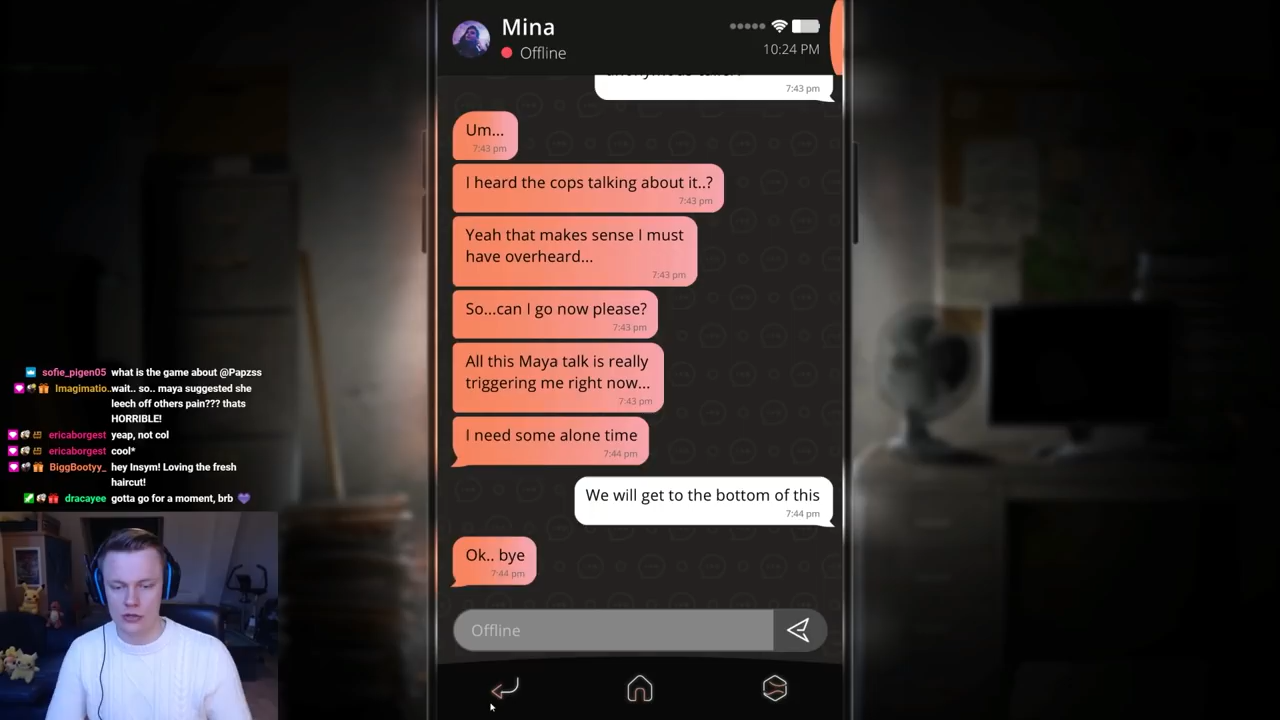 Mina
Offline
10:24 PM
7:43 pm
Um...
7:43 pm
I heard the cops talking about it..?
7:43 pm
Yeah that makes sense I must
have overheard...
7:43 pm
So...can I go now please?
7:43 pm
All this Maya talk is really
triggering me right now...
7:43 pm
I need some alone time
7:44 pm
We will get to the bottom of this
7:44 pm
Ok.. bye
7:44 pm
Offline
sofie_pigen05 what is the game about @Papzss
Imaginatio.. wait.. so.. maya suggested she
leech off others pain??? thats
HORRIBLE!
ericaborgest yeap, not col
ericaborgest cool*
BiggBootyy_ hey Insym! Loving the fresh
haircut!
dracayee gotta go for a moment, brb